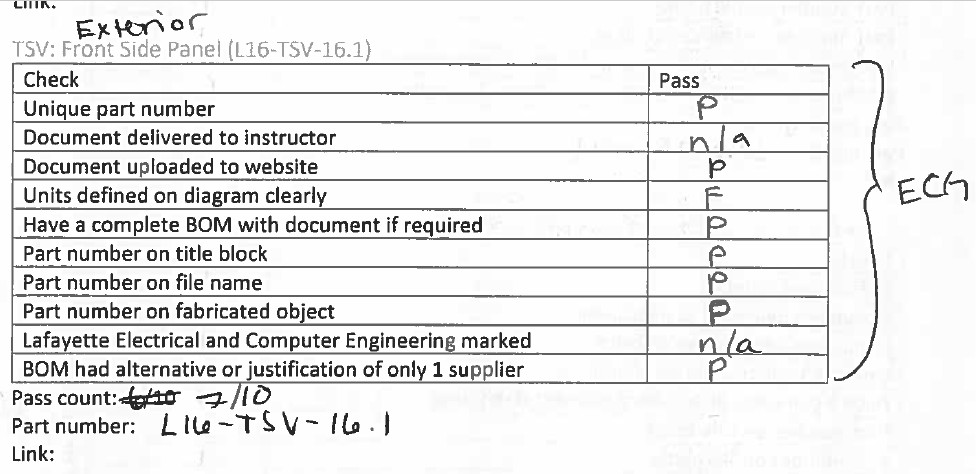 Link:
Exterior
TSV: Front Side Panel (L16-TSV-16.1)
Check Pass
Unique part number P
Document delivered to instructor n/a
Document uploaded to website P
Units defined on diagram clearly F
Have a complete BOM with document if required P
Part number on title block P
Part number on file name P
Part number on fabricated object P
Lafayette Electrical and Computer Engineering marked n/a
BOM had alternative or justification of only 1 supplier P
ECG
Pass count: 6/10 7/10
Part number: L16-TSV-16.1
Link: